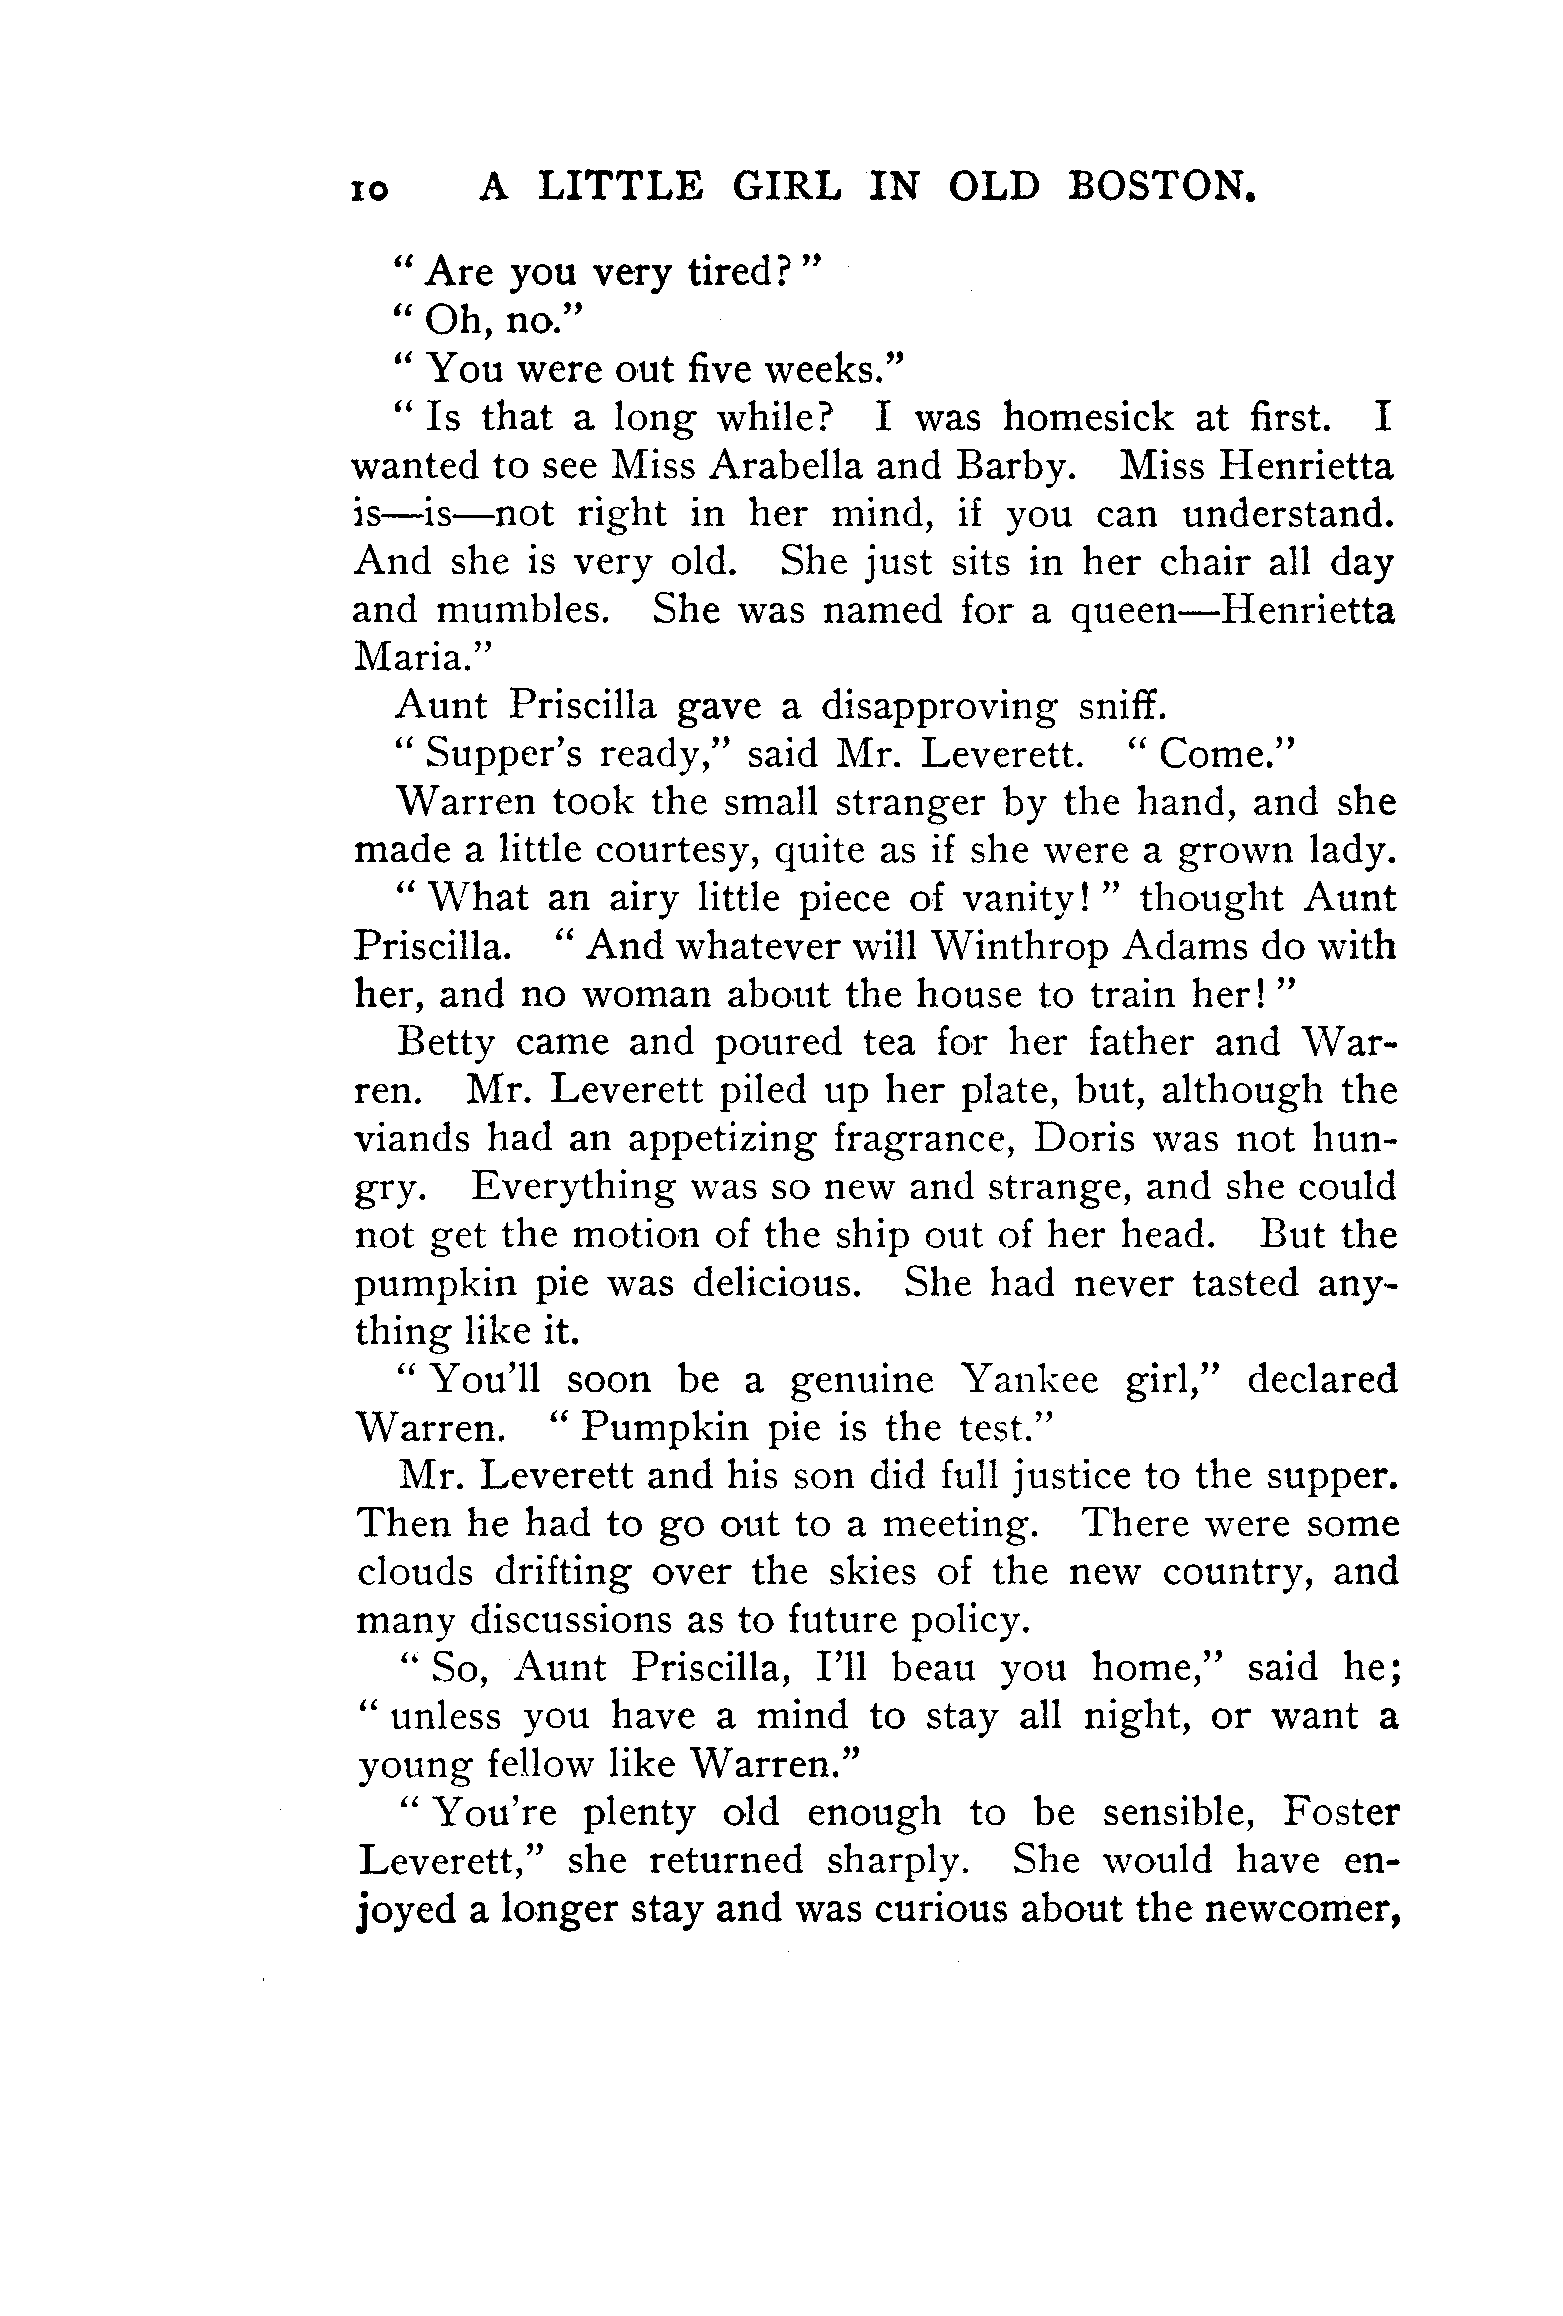 10 A LITTLE GIRL IN OLD BOSTON.
" Are you very tired? "
" Oh, no."
" You were out five weeks."
" Is that a long while? I was homesick at first. I
wanted to see Miss Arabella and Barby. Miss Henrietta
is—is—not right in her mind, if you can understand.
And she is very old. She just sits in her chair all day
and mumbles. She was named for a queen—Henrietta
Maria."
Aunt Priscilla gave a disapproving sniff.
" Supper's ready," said Mr. Leverett. " Come."
Warren took the small stranger by the hand, and she
made a little courtesy, quite as if she were a grown lady.
" What an airy little piece of vanity! " thought Aunt
Priscilla. " And whatever will Winthrop Adams do with
her, and no woman about the house to train her! "
Betty came and poured tea for her father and War-
ren. Mr. Leverett piled up her plate, but, although the
viands had an appetizing fragrance, Doris was not hun-
gry. Everything was so new and strange, and she could
not get the motion of the ship out of her head. But the
pumpkin pie was delicious. She had never tasted any-
thing like it.
" You'll soon be a genuine Yankee girl," declared
Warren. " Pumpkin pie is the test."
Mr. Leverett and his son did full justice to the supper.
Then he had to go out to a meeting. There were some
clouds drifting over the skies of the new country, and
many discussions as to future policy.
" So, Aunt Priscilla, I'll beau you home," said he;
" unless you have a mind to stay all night, or want a
young fellow like Warren."
" You're plenty old enough to be sensible, Foster
Leverett," she returned sharply. She would have en-
joyed a longer stay and was curious about the newcomer,